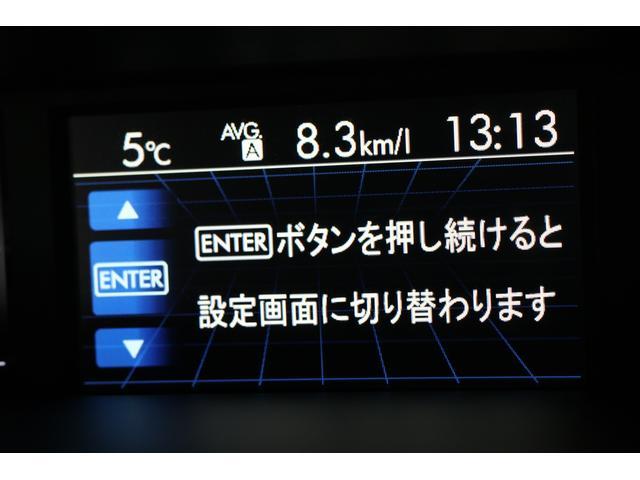 5℃ AVG. A 8.3km/l 13:13
▲
ENTER
▼
ENTERボタンを押し続けると
設定画面に切り替わります